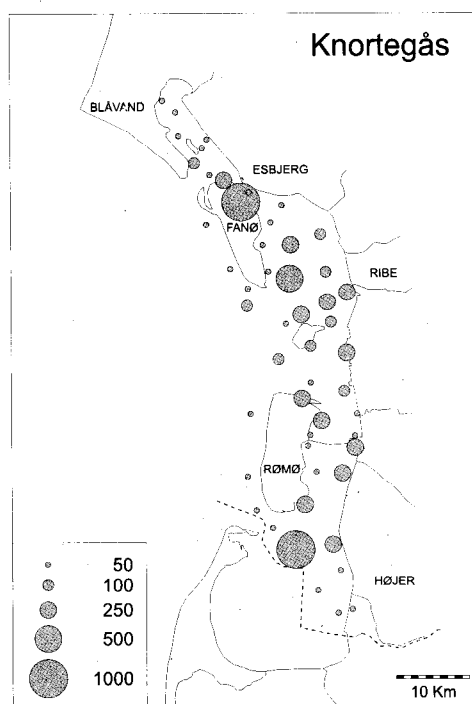 Knortegås
BLÅVAND
ESBJERG
FANØ
RIBE
RØMØ
HØJER
50
100
250
500
1000
10 Km